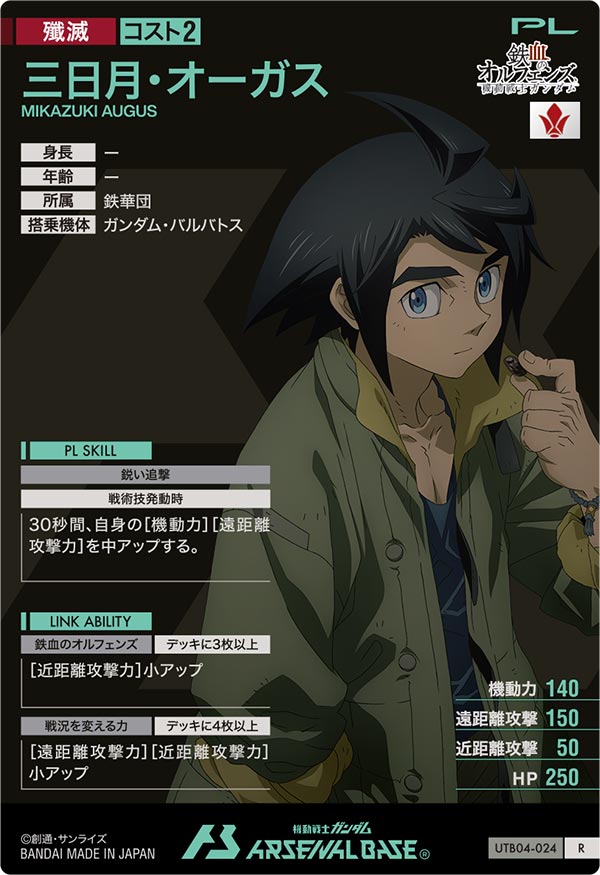 殲滅 コスト2 PL
三日月・オーガス
MIKAZUKI AUGUS
鉄血の
オルフェンズ
機動戦士ガンダム
身長 ー
年齢 ー
所属 鉄華団
搭乗機体 ガンダム・バルバトス
PL SKILL
鋭い追撃
戦術技発動時
30秒間、自身の[機動力][遠距離
攻撃力]を中アップする。
LINK ABILITY
鉄血のオルフェンズ デッキに3枚以上
[近距離攻撃力]小アップ
戦況を変える力 デッキに4枚以上
[遠距離攻撃力][近距離攻撃力]
小アップ
機動力 140
遠距離攻撃 150
近距離攻撃 50
HP 250
©創通・サンライズ
BANDAI MADE IN JAPAN
機動戦士ガンダム
ARSENAL BASE®
UTB04-024 R